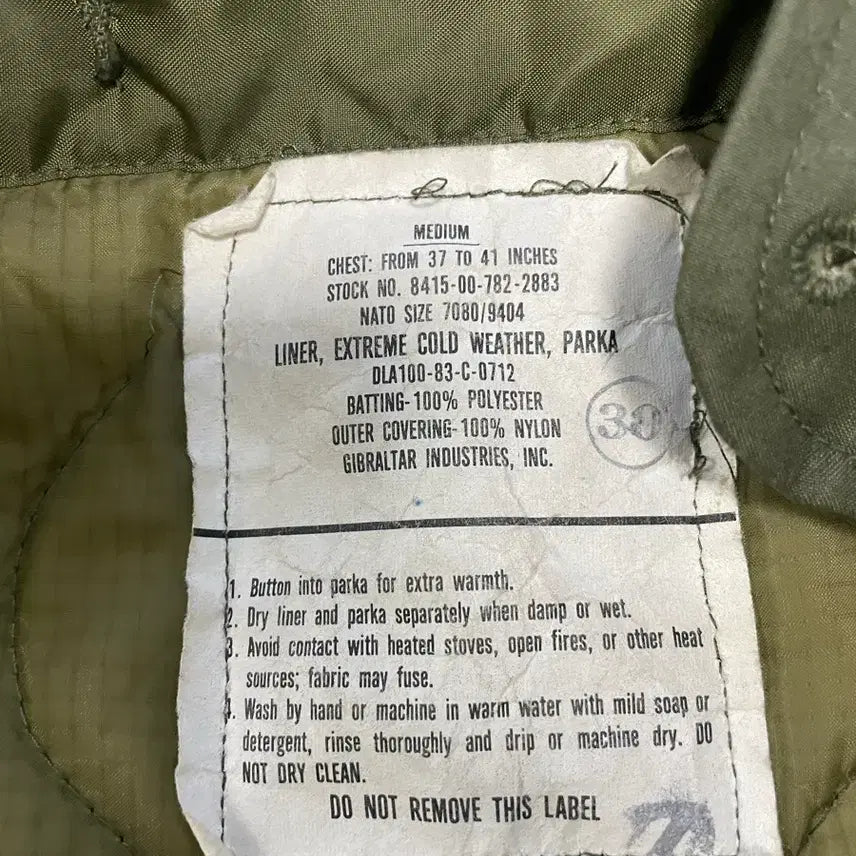 MEDIUM
CHEST: FROM 37 TO 41 INCHES
STOCK NO. 8415-00-782-2883
NATO SIZE 7080/9404
LINER, EXTREME COLD WEATHER, PARKA
DLA100-83-C-0712
BATTING-100% POLYESTER
30
OUTER COVERING-100% NYLON
GIBRALTAR INDUSTRIES, INC.
1. Button into parka for extra warmth.
2. Dry liner and parka separately when damp or wet.
3. Avoid contact with heated stoves, open fires, or other heat
sources; fabric may fuse.
4. Wash by hand or machine in warm water with mild soap or
detergent, rinse thoroughly and drip or machine dry. DO
NOT DRY CLEAN.
DO NOT REMOVE THIS LABEL